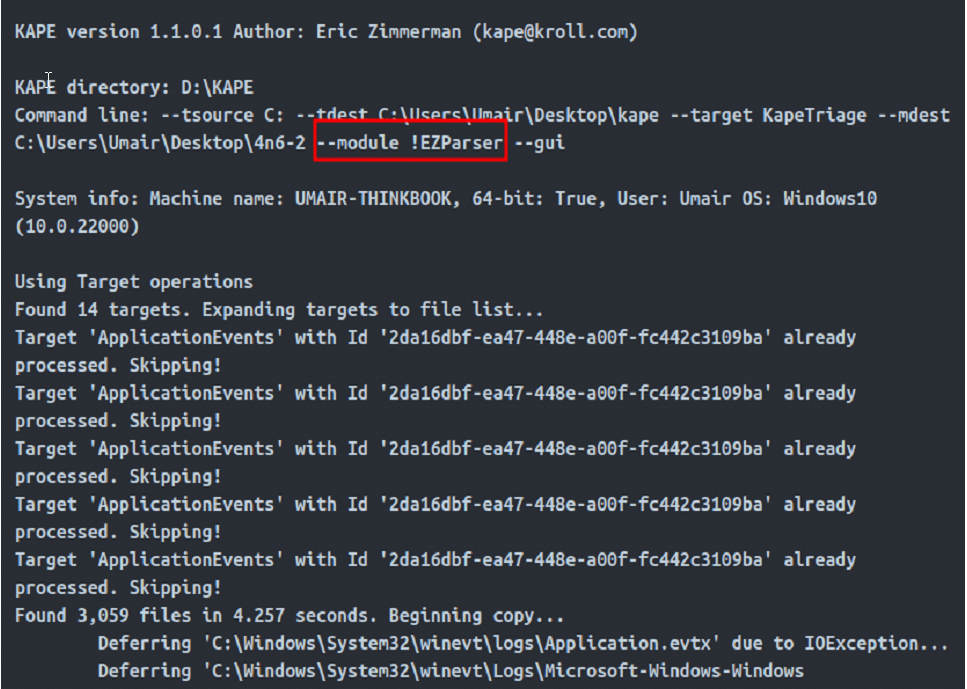 KAPE version 1.1.0.1 Author: Eric Zimmerman (kape@kroll.com)
KAPE directory: D:\KAPE
Command line: --tsource C: --tdest C:\Users\Umair\Desktop\kape --target KapeTriage --mdest
C:\Users\Umair\Desktop\4n6-2 --module !EZParser --gui
System info: Machine name: UMAIR-THINKBOOK, 64-bit: True, User: Umair OS: Windows10
(10.0.22000)
Using Target operations
Found 14 targets. Expanding targets to file list...
Target 'ApplicationEvents' with Id '2da16dbf-ea47-448e-a00f-fc442c3109ba' already
processed. Skipping!
Target 'ApplicationEvents' with Id '2da16dbf-ea47-448e-a00f-fc442c3109ba' already
processed. Skipping!
Target 'ApplicationEvents' with Id '2da16dbf-ea47-448e-a00f-fc442c3109ba' already
processed. Skipping!
Target 'ApplicationEvents' with Id '2da16dbf-ea47-448e-a00f-fc442c3109ba' already
processed. Skipping!
Target 'ApplicationEvents' with Id '2da16dbf-ea47-448e-a00f-fc442c3109ba' already
processed. Skipping!
Found 3,059 files in 4.257 seconds. Beginning copy...
Deferring 'C:\Windows\System32\winevt\logs\Application.evtx' due to IOException...
Deferring 'C:\Windows\System32\winevt\Logs\Microsoft-Windows-Windows